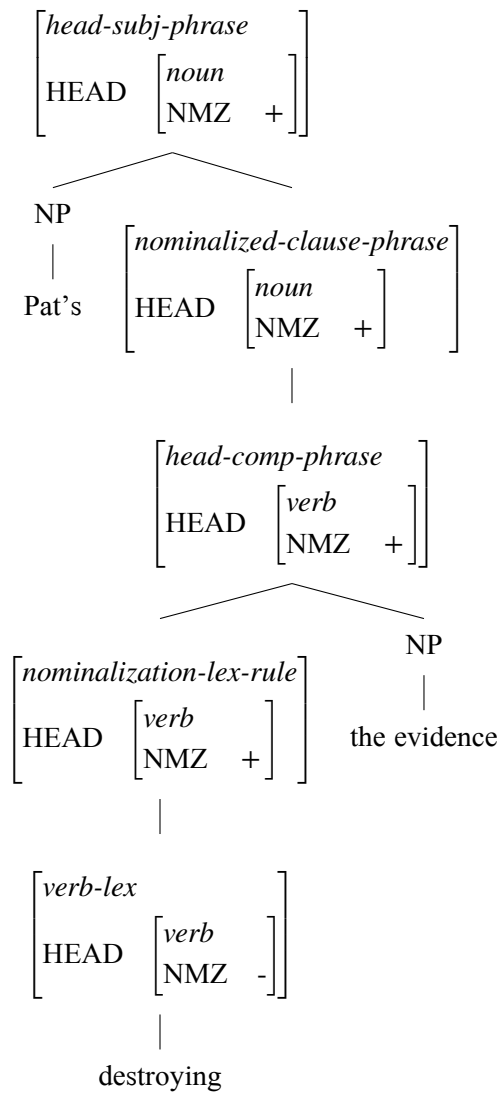 head-subj-phrase
HEAD noun
NMZ +
NP
Pat's
nominalized-clause-phrase
HEAD noun
NMZ +
head-comp-phrase
HEAD verb
NMZ +
nominalization-lex-rule
HEAD verb
NMZ +
NP
the evidence
verb-lex
HEAD verb
NMZ -
destroying